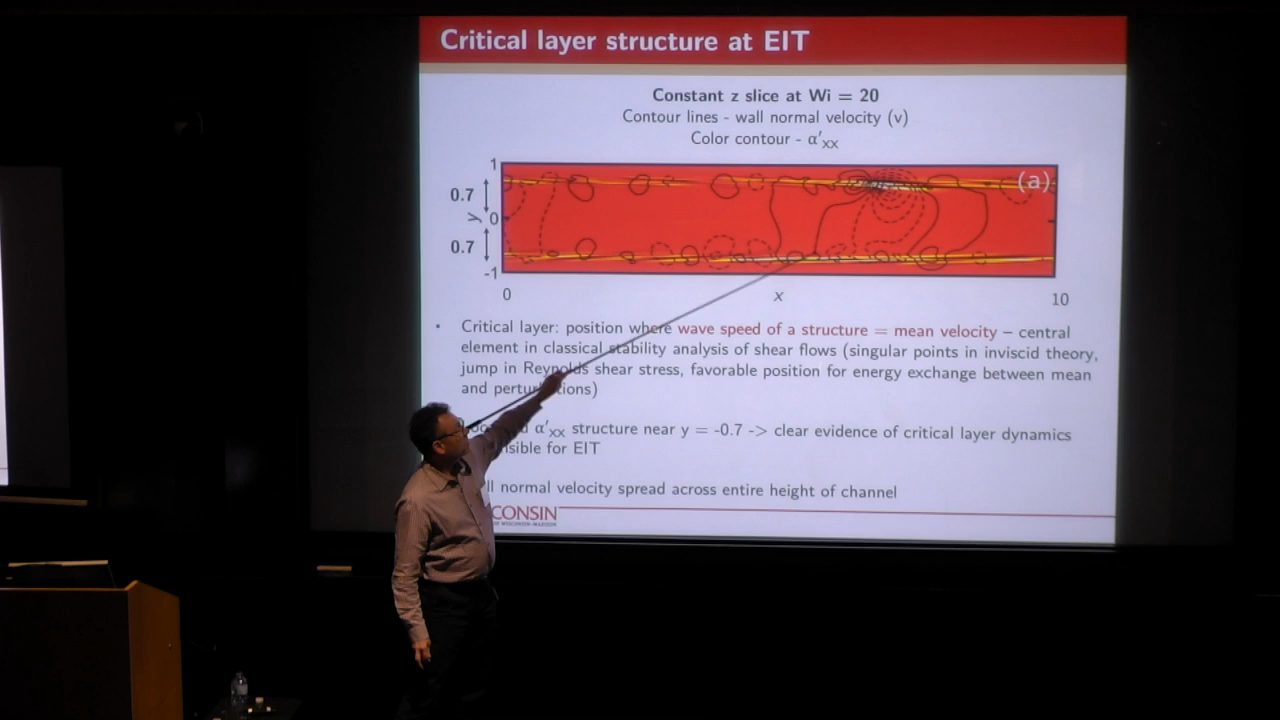 Critical layer structure at EIT
Constant z slice at Wi = 20
Contour lines - wall normal velocity (v)
Color contour - α′xx
1
(a)
0.7
y
0
0.7
-1
0
x
10
• Critical layer: position where wave speed of a structure = mean velocity – central
element in classical stability analysis of shear flows (singular points in inviscid theory,
jump in Reynolds shear stress, favorable position for energy exchange between mean
and perturbations)
α′xx structure near y = -0.7 -> clear evidence of critical layer dynamics
nsible for EIT
ll normal velocity spread across entire height of channel
CONSIN